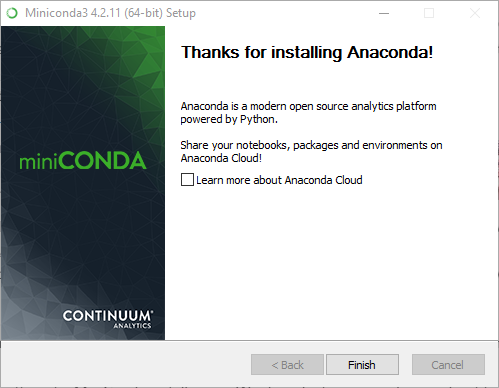 Miniconda3 4.2.11 (64-bit) Setup
Thanks for installing Anaconda!
Anaconda is a modern open source analytics platform
powered by Python.
Share your notebooks, packages and environments on
Anaconda Cloud!
Learn more about Anaconda Cloud
miniCONDA
CONTINUUM®
ANALYTICS
< Back
Finish
Cancel